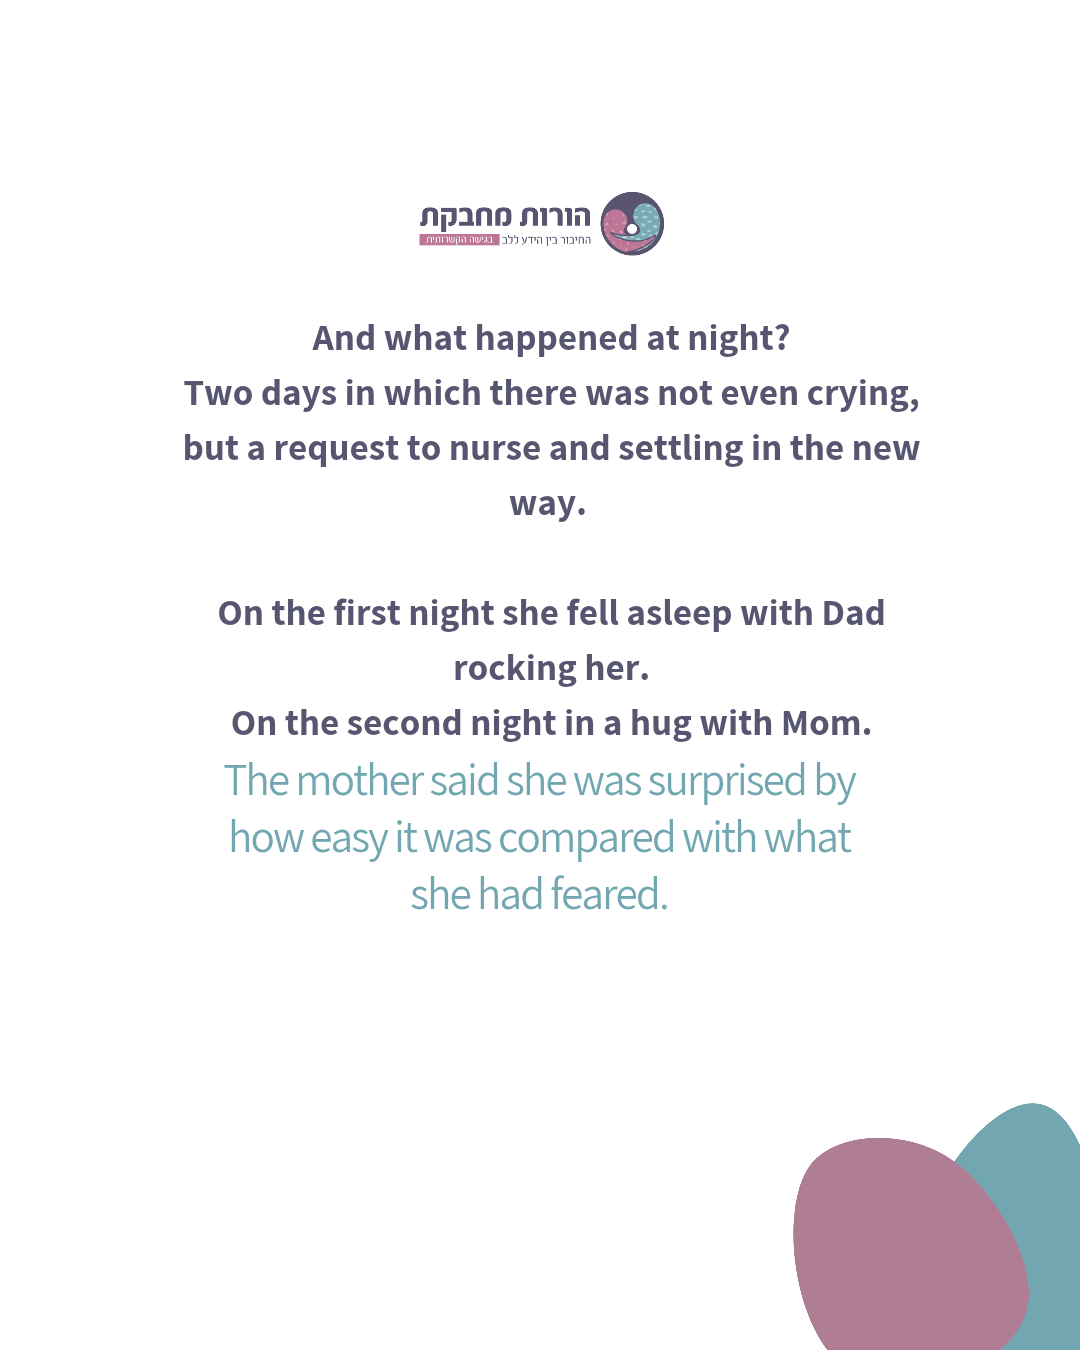 הורות מחבקת
החיבור בין הידע ללב בגישה הקשרותית
And what happened at night?
Two days in which there was not even crying,
but a request to nurse and settling in the new
way.
On the first night she fell asleep with Dad
rocking her.
On the second night in a hug with Mom.
The mother said she was surprised by
how easy it was compared with what
she had feared.